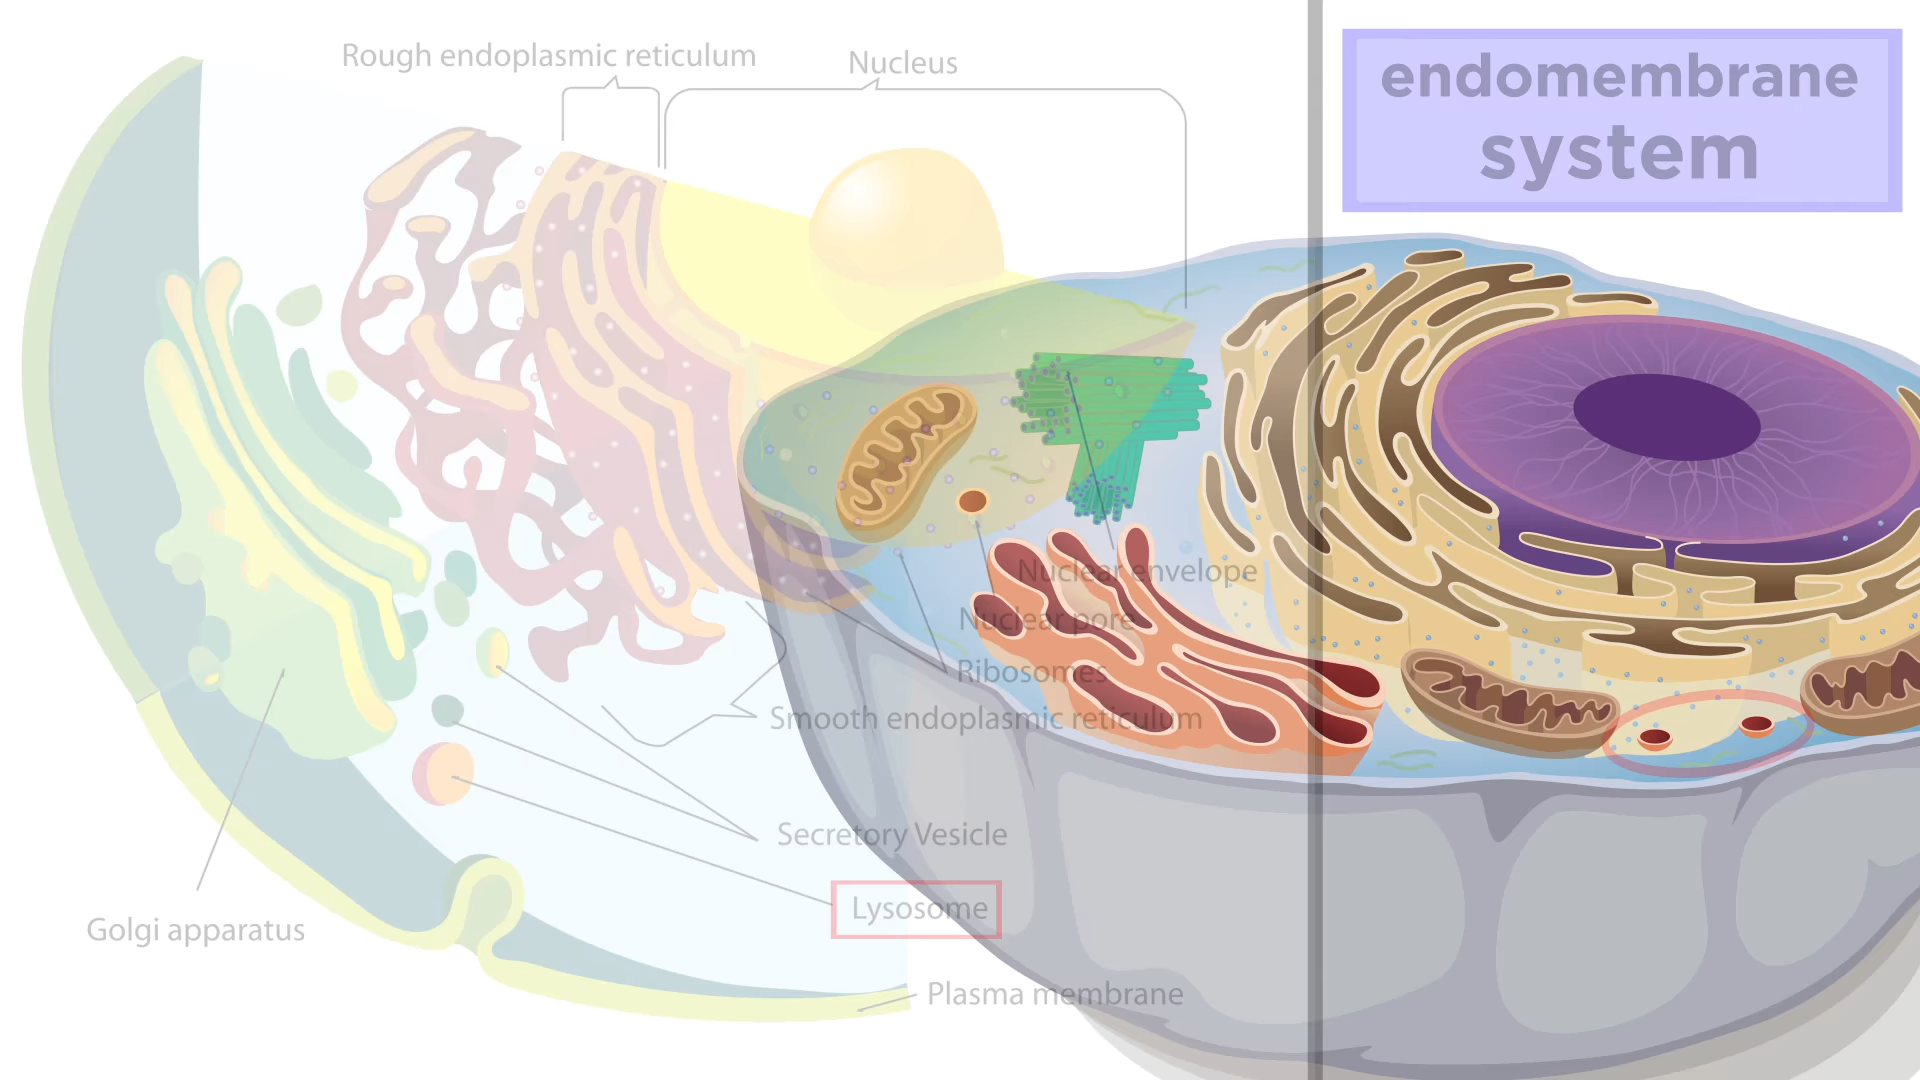 Rough endoplasmic reticulum
Nucleus
endomembrane
system
Nuclear envelope
Nuclear pore
Ribosomes
Smooth endoplasmic reticulum
Secretory Vesicle
Lysosome
Golgi apparatus
Plasma membrane